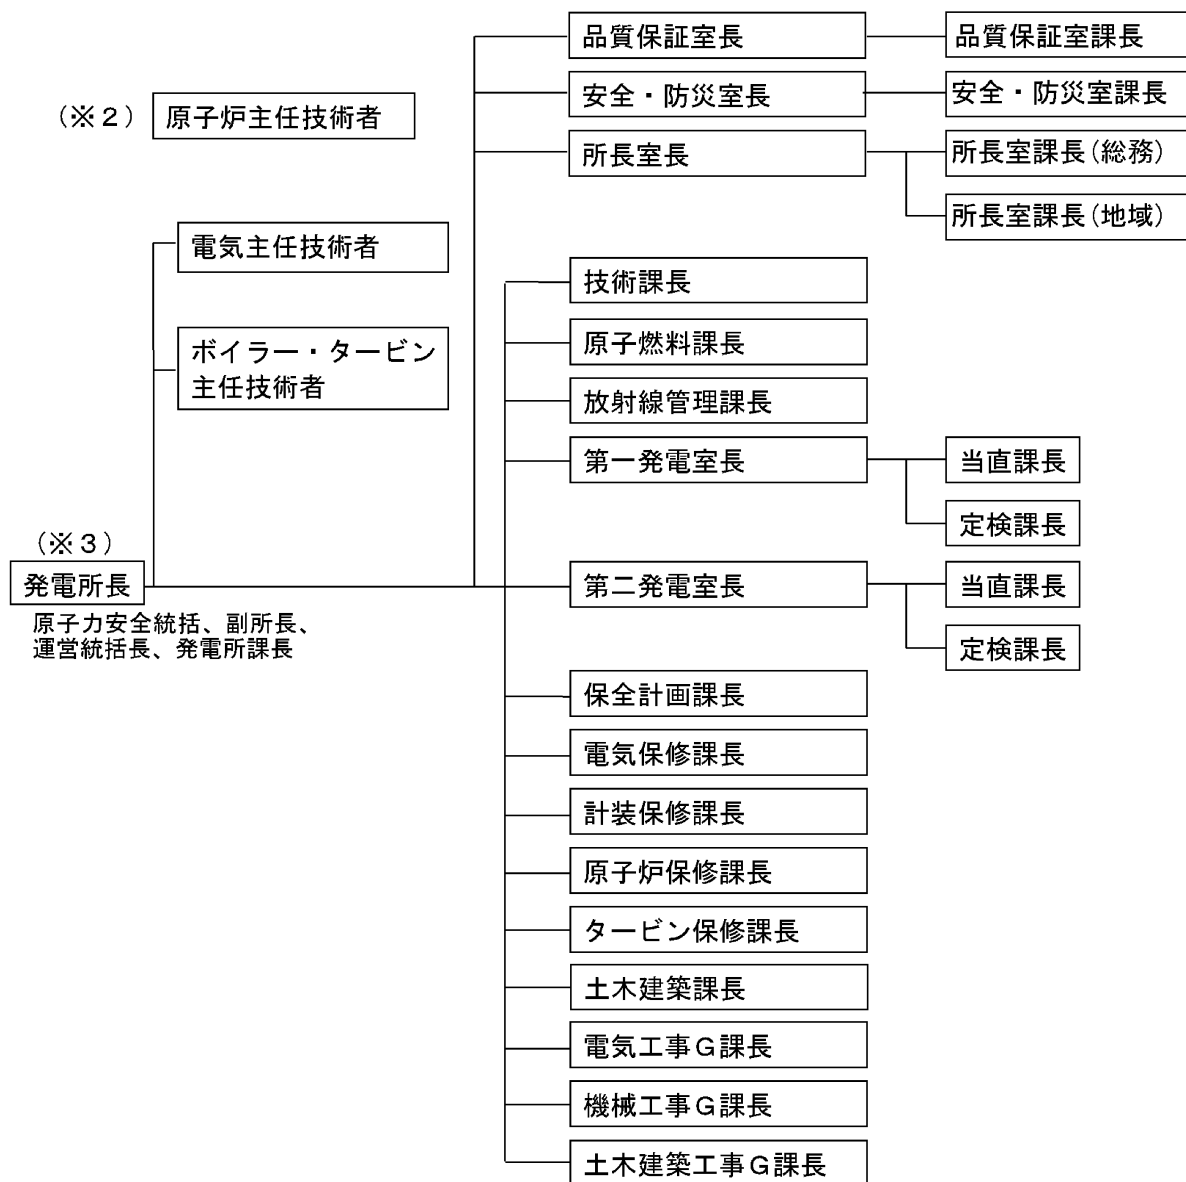 品質保証室長
品質保証室課長
安全・防災室長
安全・防災室課長
(※2)
原子炉主任技術者
所長室長
所長室課長(総務)
所長室課長(地域)
電気主任技術者
技術課長
ボイラー・タービン
主任技術者
原子燃料課長
放射線管理課長
第一発電室長
当直課長
定検課長
(※3)
発電所長
原子力安全統括、副所長、
運営統括長、発電所課長
第二発電室長
当直課長
定検課長
保全計画課長
電気保修課長
計装保修課長
原子炉保修課長
タービン保修課長
土木建築課長
電気工事G課長
機械工事G課長
土木建築工事G課長